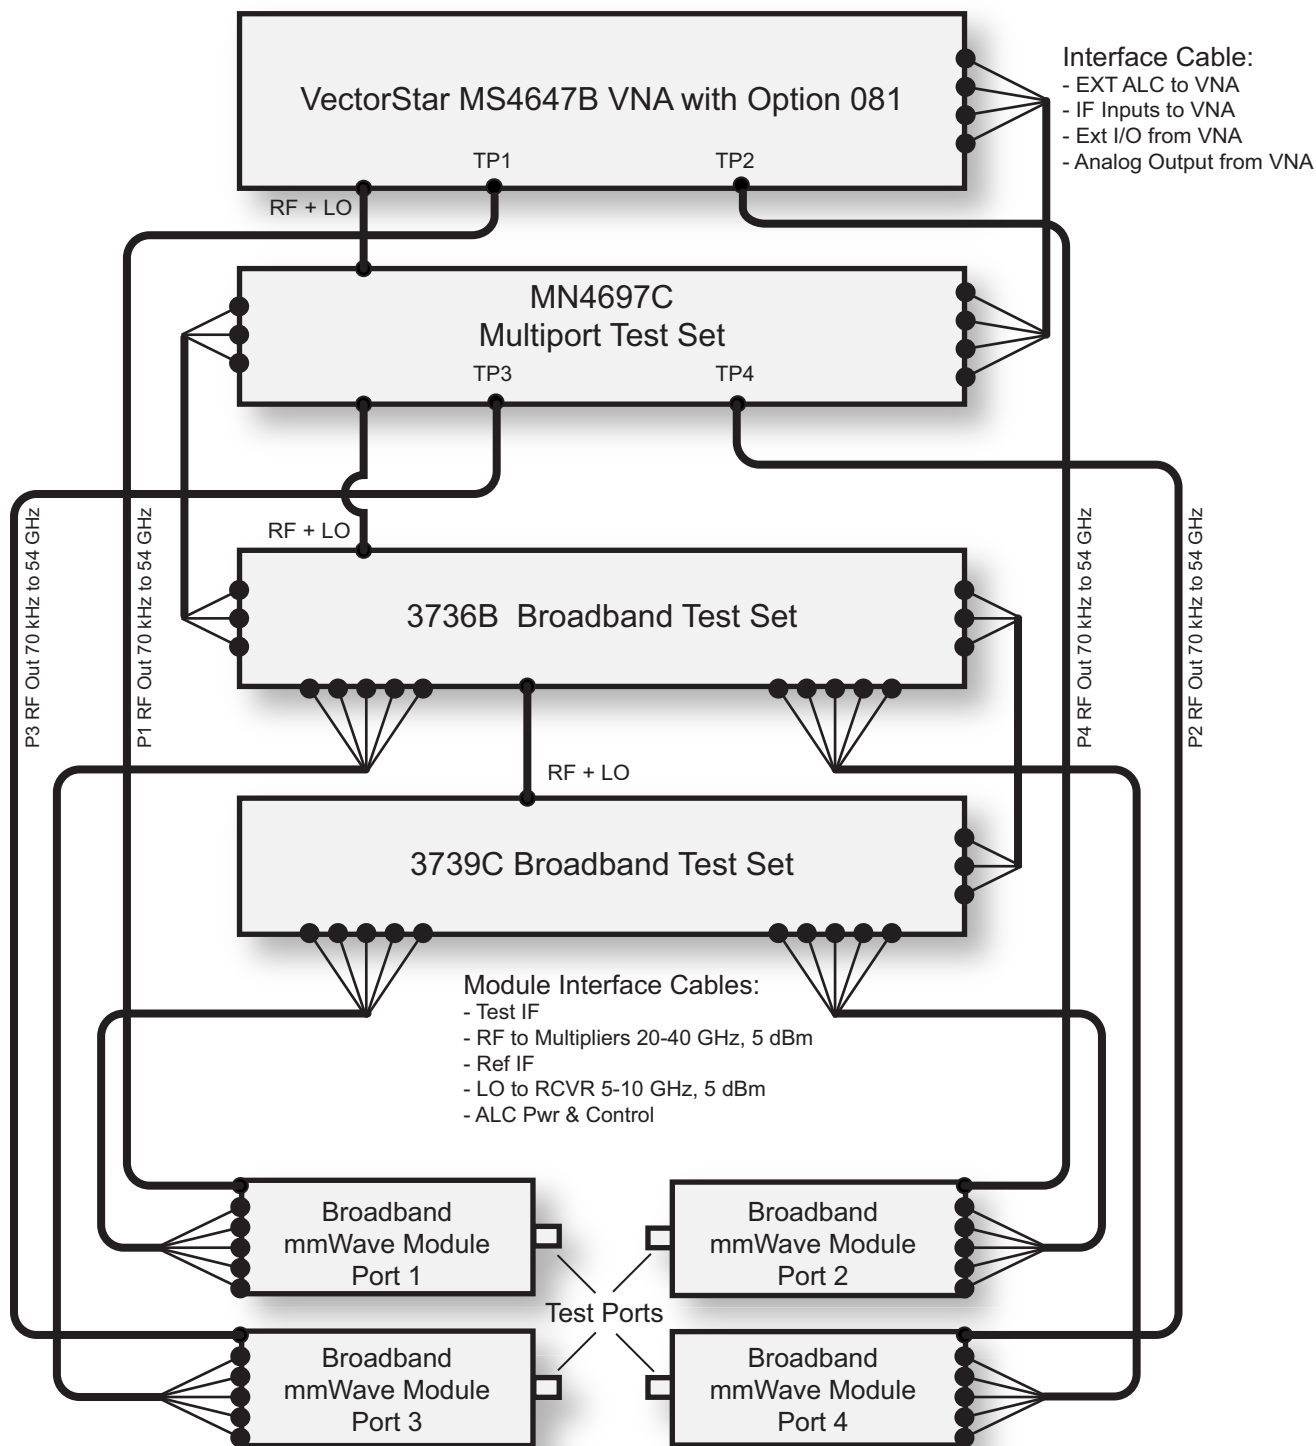 VectorStar MS4647B VNA with Option 081
TP1
TP2
Interface Cable:
- EXT ALC to VNA
- IF Inputs to VNA
- Ext I/O from VNA
- Analog Output from VNA
RF + LO
MN4697C
Multiport Test Set
TP3
TP4
RF + LO
P3 RF Out 70 kHz to 54 GHz
P1 RF Out 70 kHz to 54 GHz
P4 RF Out 70 kHz to 54 GHz
P2 RF Out 70 kHz to 54 GHz
3736B Broadband Test Set
RF + LO
3739C Broadband Test Set
Module Interface Cables:
- Test IF
- RF to Multipliers 20-40 GHz, 5 dBm
- Ref IF
- LO to RCVR 5-10 GHz, 5 dBm
- ALC Pwr & Control
Broadband
mmWave Module
Port 1
Broadband
mmWave Module
Port 2
Test Ports
Broadband
mmWave Module
Port 3
Broadband
mmWave Module
Port 4